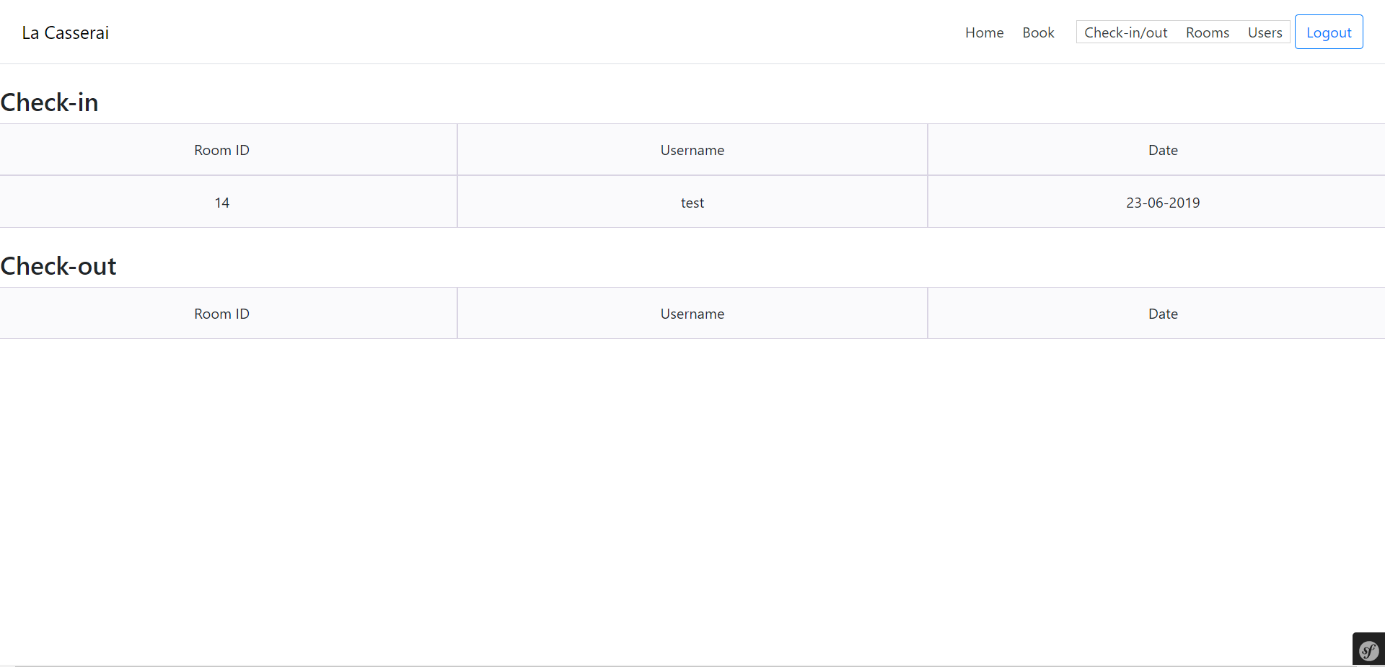 La Casserai
Home Book Check-in/out Rooms Users Logout
Check-in
Room ID Username Date
14 test 23-06-2019
Check-out
Room ID Username Date
sf